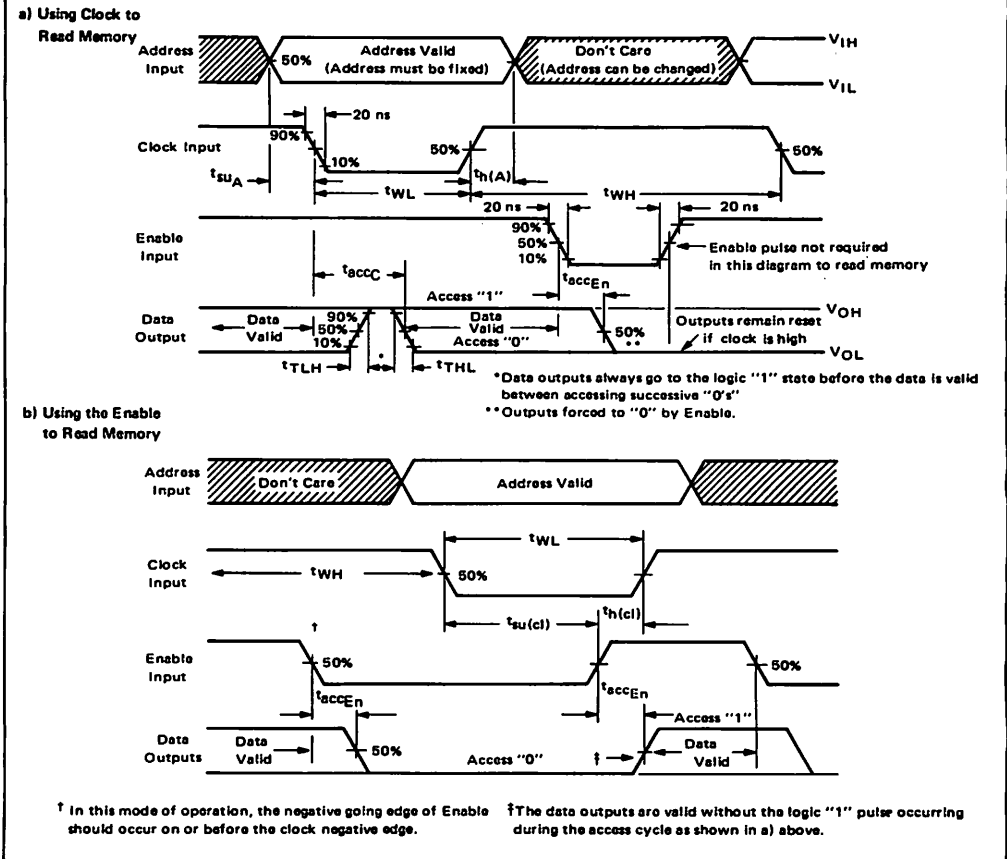 a) Using Clock to
Read Memory
Address
Input
50%
Address Valid
(Address must be fixed)
Don't Care
(Address can be changed)
VIH
VIL
20 ns
90%
Clock Input
10%
50%
50%
tsuA
tWL
th(A)
tWH
20 ns
20 ns
90%
Enable
Input
50%
10%
Enable pulse not required
in this diagram to read memory
taccC
taccEn
Access "1"
VOH
Data
Output
Data
Valid
90%
50%
10%
Data
Valid
Access "0"
50%
**
Outputs remain reset
if clock is high
VOL
tTLH
*
tTHL
*Data outputs always go to the logic "1" state before the data is valid
between accessing successive "0's"
**Outputs forced to "0" by Enable.
b) Using the Enable
to Read Memory
Address
Input
Don't Care
Address Valid
tWL
Clock
Input
tWH
50%
tsu(cl)
th(cl)
†
Enable
Input
50%
50%
taccEn
taccEn
Access "1"
Data
Outputs
Data
Valid
50%
Access "0"
‡
Data
Valid
† In this mode of operation, the negative going edge of Enable
should occur on or before the clock negative edge.
‡The data outputs are valid without the logic "1" pulse occurring
during the access cycle as shown in a) above.